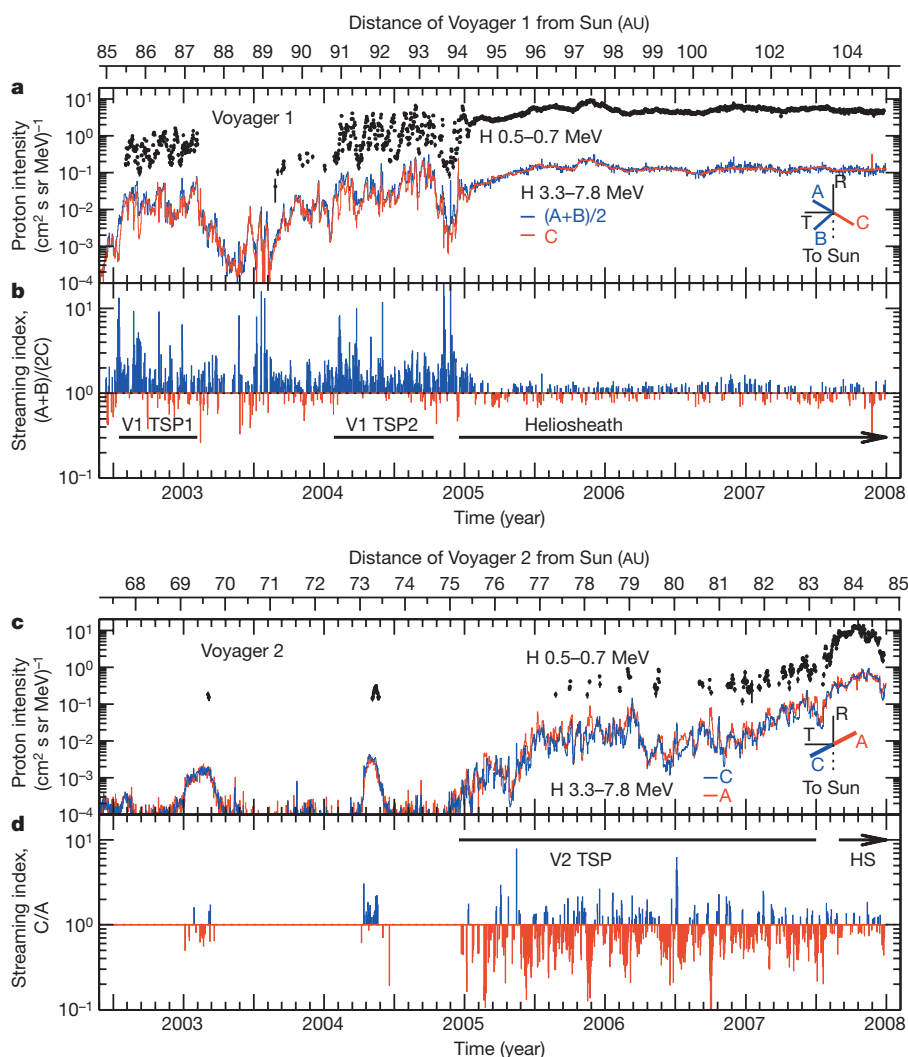 Distance of Voyager 1 from Sun (AU)
85 86 87 88 89 90 91 92 93 94 95 96 97 98 99 100 102 104
a
Proton intensity
(cm² s sr MeV)⁻¹
10¹
10⁰
10⁻¹
10⁻²
10⁻³
10⁻⁴
Voyager 1
H 0.5–0.7 MeV
H 3.3–7.8 MeV
(A+B)/2
C
R
A
T
C
B
To Sun
b
Streaming index,
(A+B)/(2C)
10¹
10⁰
10⁻¹
V1 TSP1
V1 TSP2
Heliosheath
2003 2004 2005 2006 2007 2008
Time (year)
Distance of Voyager 2 from Sun (AU)
68 69 70 71 72 73 74 75 76 77 78 79 80 81 82 83 84 85
c
Proton intensity
(cm² s sr MeV)⁻¹
10¹
10⁰
10⁻¹
10⁻²
10⁻³
10⁻⁴
Voyager 2
H 0.5–0.7 MeV
H 3.3–7.8 MeV
C
A
R
T
A
C
To Sun
d
Streaming index,
C/A
10¹
10⁰
10⁻¹
V2 TSP
HS
2003 2004 2005 2006 2007 2008
Time (year)